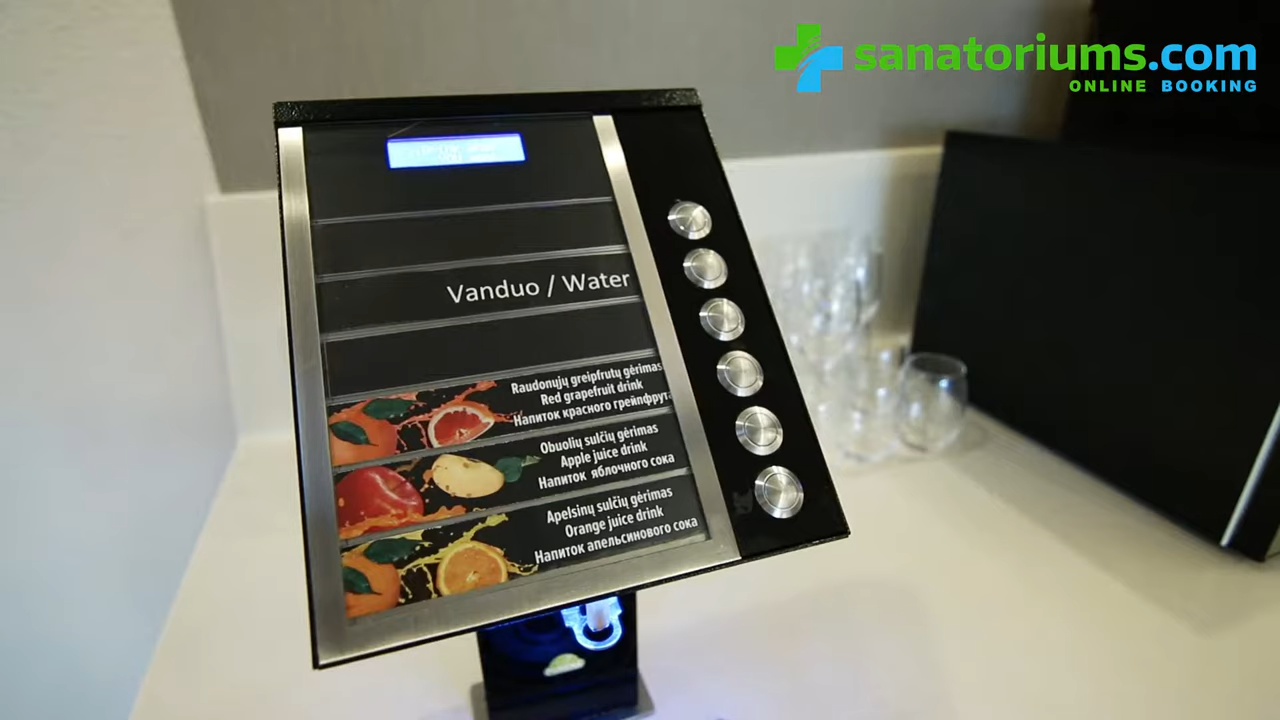 sanatoriums.com
ONLINE BOOKING
Vanduo / Water
Raudonųjų greipfrutų gėrimas
Red grapefruit drink
Напиток красного грейпфрута
Obuolių sulčių gėrimas
Apple juice drink
Напиток яблочного сока
Apelsinų sulčių gėrimas
Orange juice drink
Напиток апельсинового сока